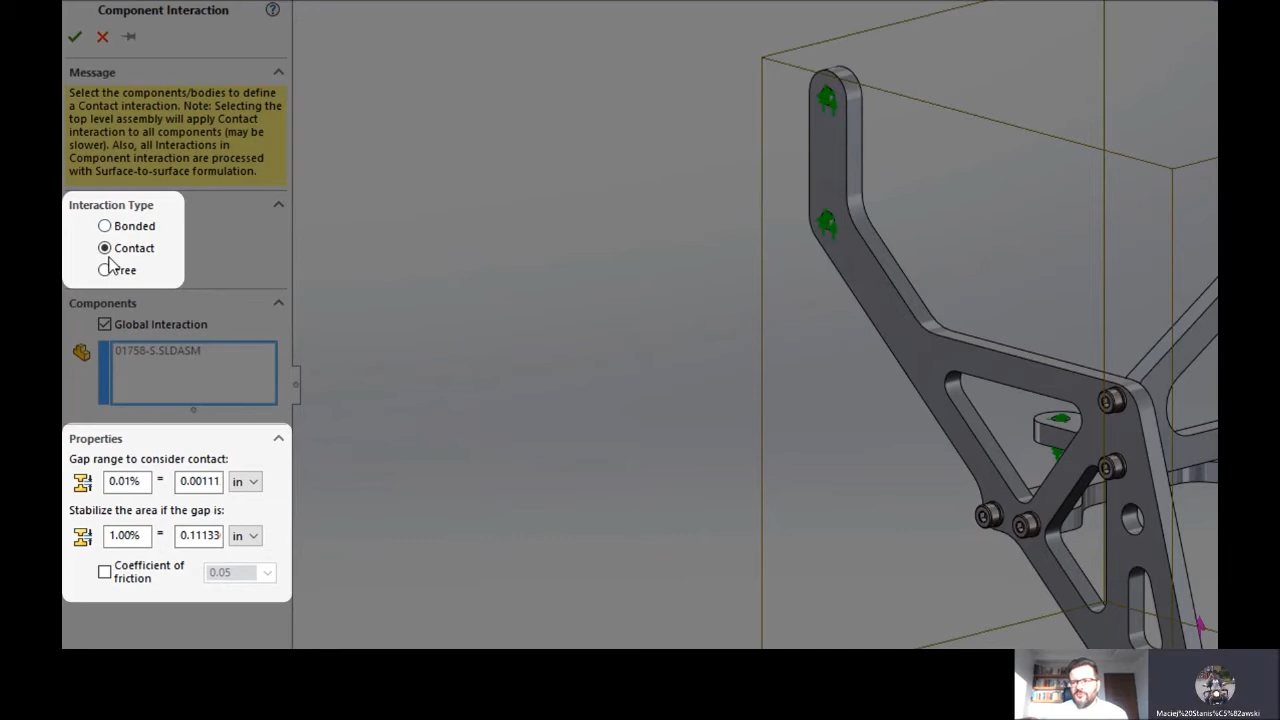 Component Interaction
Message
Select the components/bodies to define
a Contact interaction. Note: Selecting the
top level assembly will apply Contact
interaction to all components (may be
slower). Also, all Interactions in
Component interaction are processed
with Surface-to-surface formulation.
Interaction Type
Bonded
Contact
Free
Components
Global Interaction
01758-S.SLDASM
Properties
Gap range to consider contact:
0.01% = 0.00111 in
Stabilize the area if the gap is:
1.00% = 0.11133 in
Coefficient of
friction
0.05
Maciej%20Stanis%C5%82awski